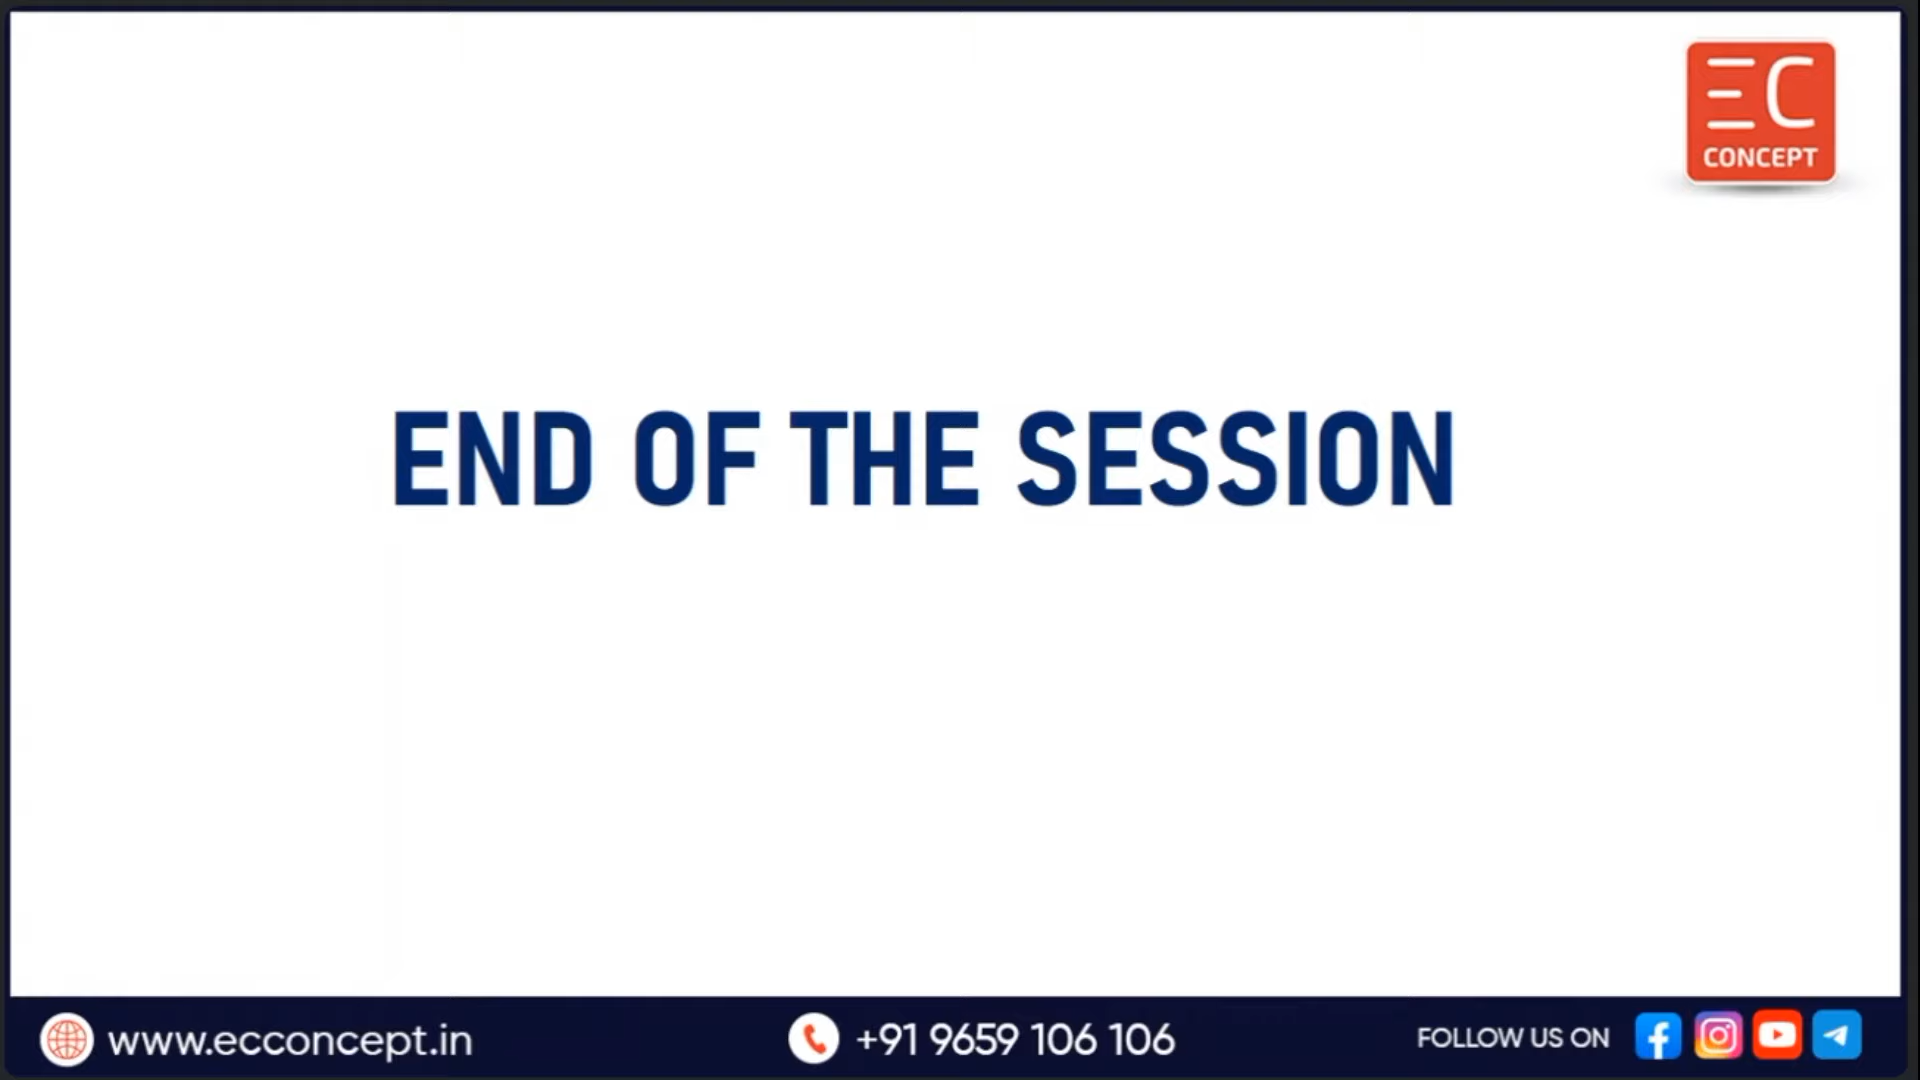 EC
CONCEPT
END OF THE SESSION
www.ecconcept.in
+91 9659 106 106
FOLLOW US ON